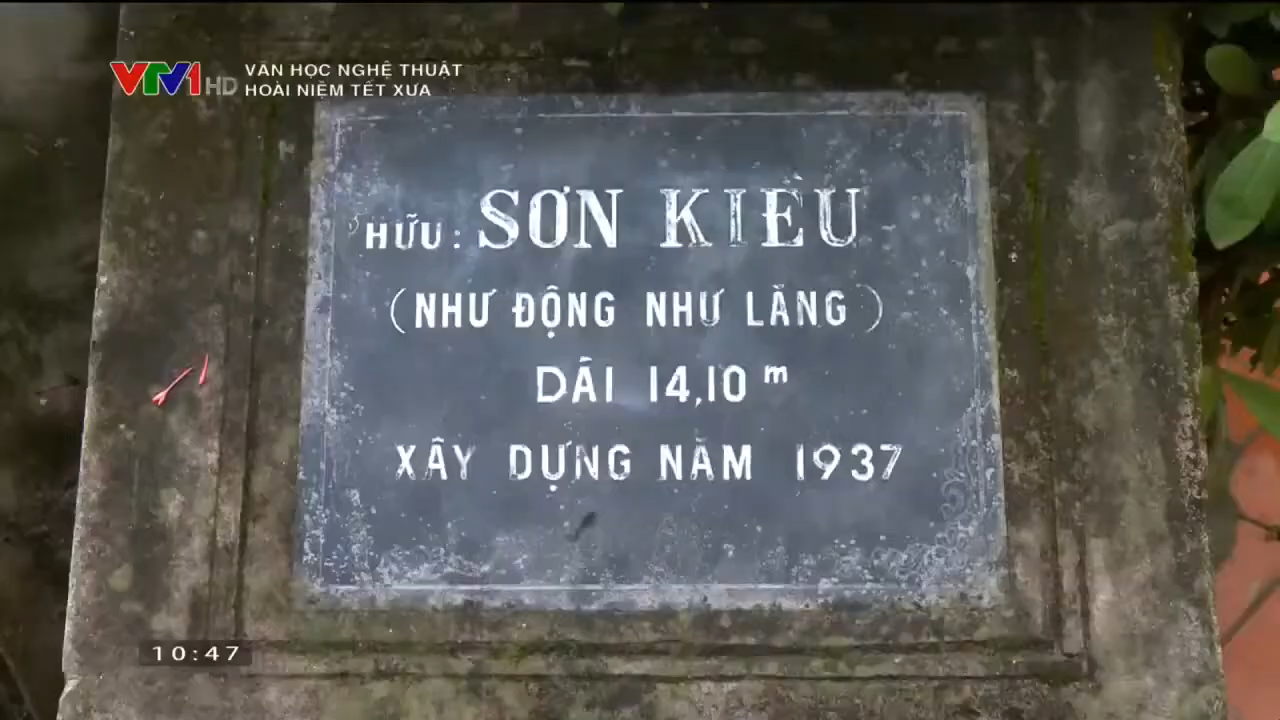 VTV1 HD
VĂN HỌC NGHỆ THUẬT
HOÀI NIỆM TẾT XƯA
HỮU: SƠN KIỀU
(NHƯ ĐỘNG NHƯ LĂNG)
DÀI 14,10 m
XÂY DỰNG NĂM 1937
10:47